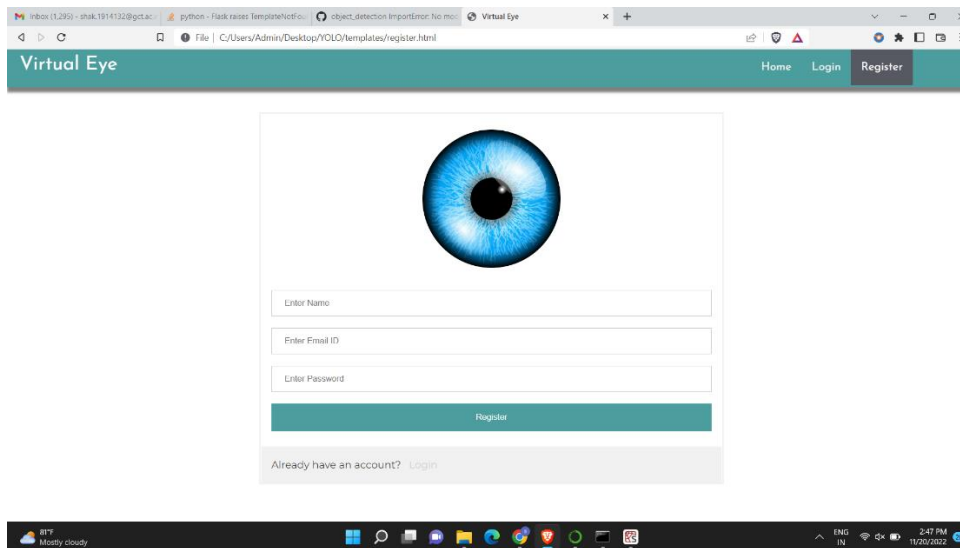 Inbox (1,295) - shak.1914132@gct.ac.i
python - Flask raises TemplateNotFou
object_detection ImportError: No mod
Virtual Eye
File | C:/Users/Admin/Desktop/YOLO/templates/register.html
Virtual Eye
Home Login Register
Enter Name
Enter Email ID
Enter Password
Register
Already have an account? Login
81°F
Mostly cloudy
ENG
IN
2:47 PM
11/20/2022